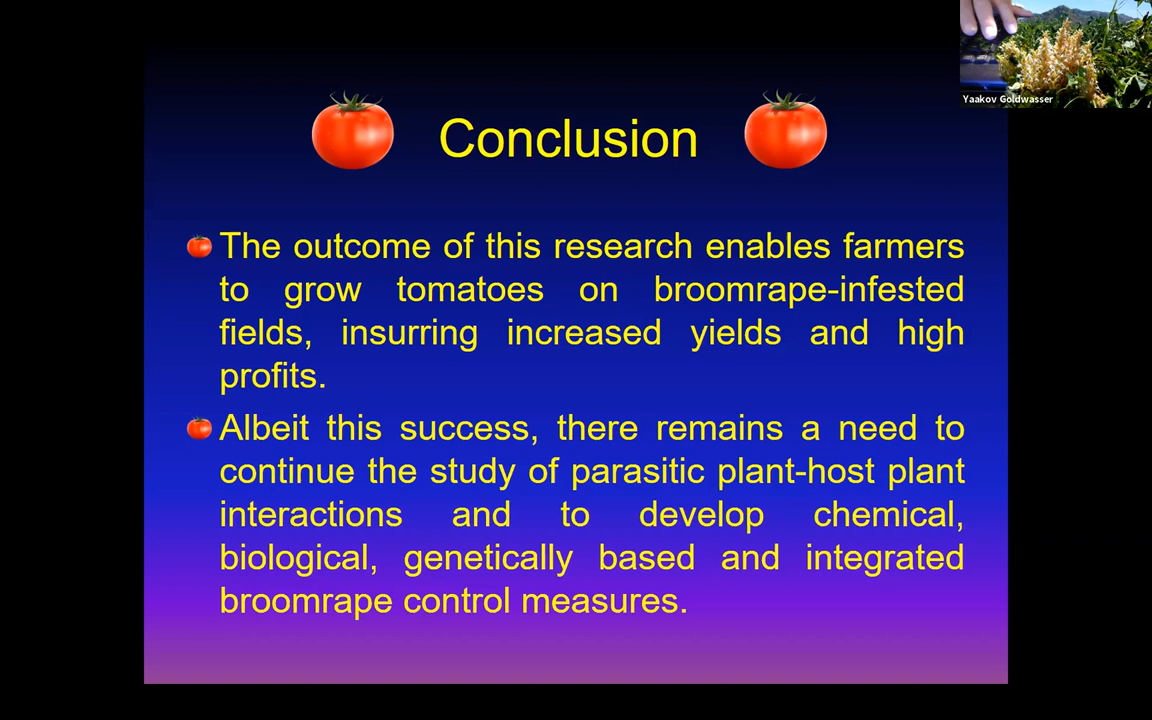 Yaakov Goldwasser
Conclusion
The outcome of this research enables farmers
to grow tomatoes on broomrape-infested
fields, insurring increased yields and high
profits.
Albeit this success, there remains a need to
continue the study of parasitic plant-host plant
interactions and to develop chemical,
biological, genetically based and integrated
broomrape control measures.